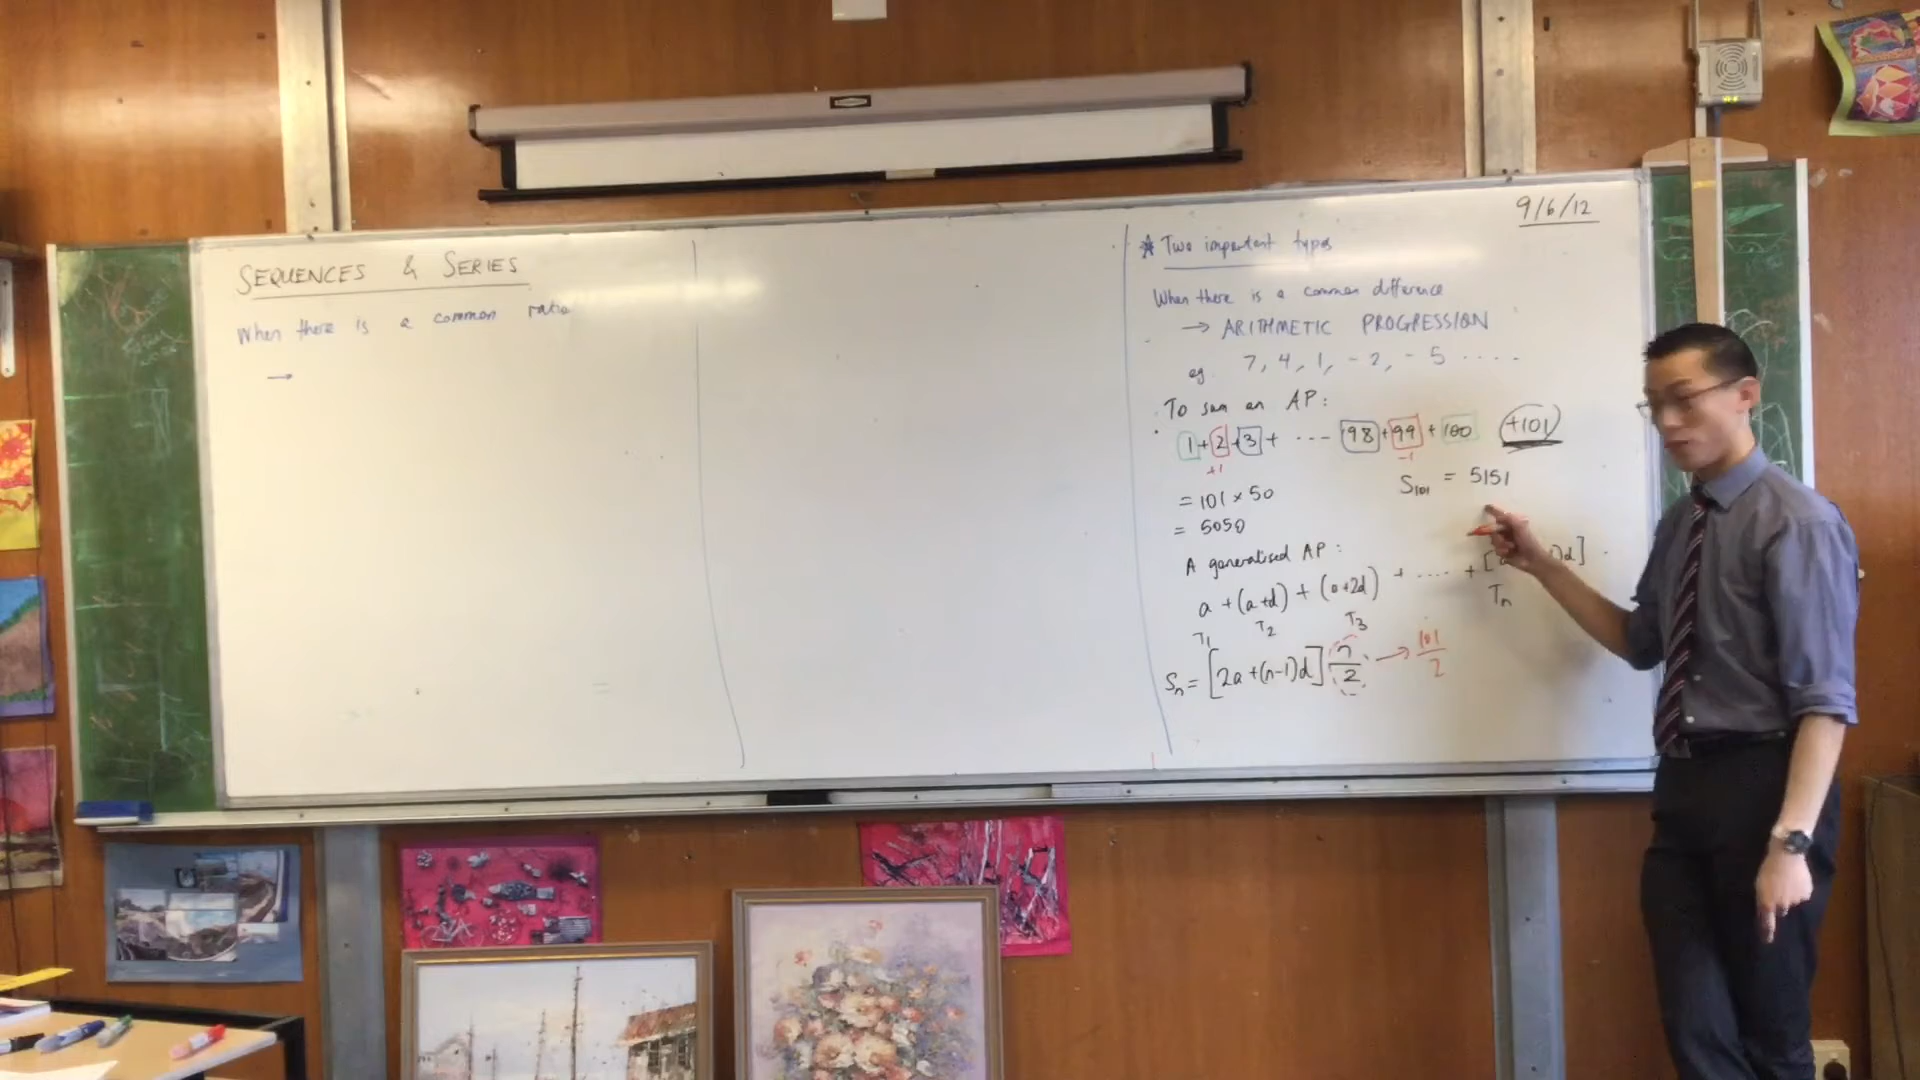 SEQUENCES & SERIES
When there is a common ratio
→
9/6/12
* Two important types
When there is a common difference
→ ARITHMETIC PROGRESSION
eg. 7, 4, 1, -2, -5 .....
To sum an AP:
1 + 2 + 3 + ... 98 + 99 + 100 +101
+1 -1
= 101 × 50
S101 = 5151
= 5050
A generalised AP:
a + (a+d) + (a+2d) + .... + [ )d]
T1 T2 T3 Tn
Sn = [2a + (n-1)d] n/2 → 101/2